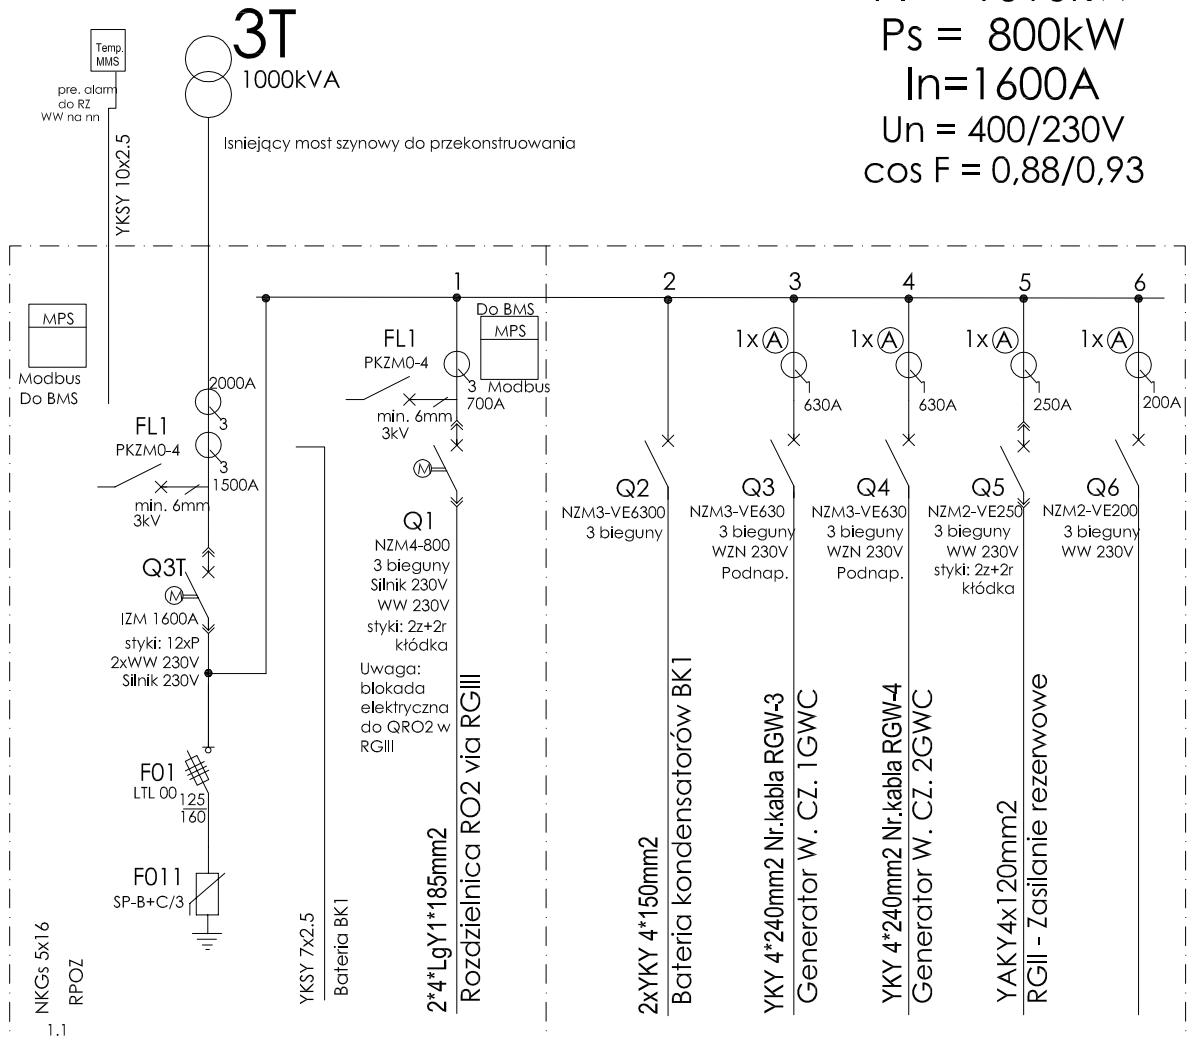 3T
1000kVA
Temp.
MMS
pre. alarm
do RZ
WW na nn
YKSY 10x2.5
Isniejący most szynowy do przekonstruowania
Ps = 800kW
In=1600A
Un = 400/230V
cos F = 0,88/0,93
MPS
Modbus
Do BMS
2000A
3
FL1
PKZM0-4
3
1500A
min. 6mm
3kV
Q3T
M
IZM 1600A
styki: 12xP
2xWW 230V
Silnik 230V
F01
LTL 00
125
160
F011
SP-B+C/3
NKGs 5x16
RPOZ
1.1
YKSY 7x2.5
Bateria BK1
1
Do BMS
MPS
Modbus
FL1
PKZM0-4
3
700A
min. 6mm
3kV
M
Q1
NZM4-800
3 bieguny
Silnik 230V
WW 230V
styki: 2z+2r
kłódka
Uwaga:
blokada
elektryczna
do QRO2 w
RGIII
2*4*LgY1*185mm2
Rozdzielnica RO2 via RGIII
2
Q2
NZM3-VE6300
3 bieguny
2xYKY 4*150mm2
Bateria kondensatorów BK1
3
1x A
1
630A
Q3
NZM3-VE630
3 bieguny
WZN 230V
Podnap.
YKY 4*240mm2 Nr.kabla RGW-3
Generator W. CZ. 1GWC
4
1x A
1
630A
Q4
NZM3-VE630
3 bieguny
WZN 230V
Podnap.
YKY 4*240mm2 Nr.kabla RGW-4
Generator W. CZ. 2GWC
5
1x A
1
250A
Q5
NZM2-VE250
3 bieguny
WW 230V
styki: 2z+2r
kłódka
YAKY4x120mm2
RGII - Zasilanie rezerwowe
6
1x A
1
200A
Q6
NZM2-VE200
3 bieguny
WW 230V